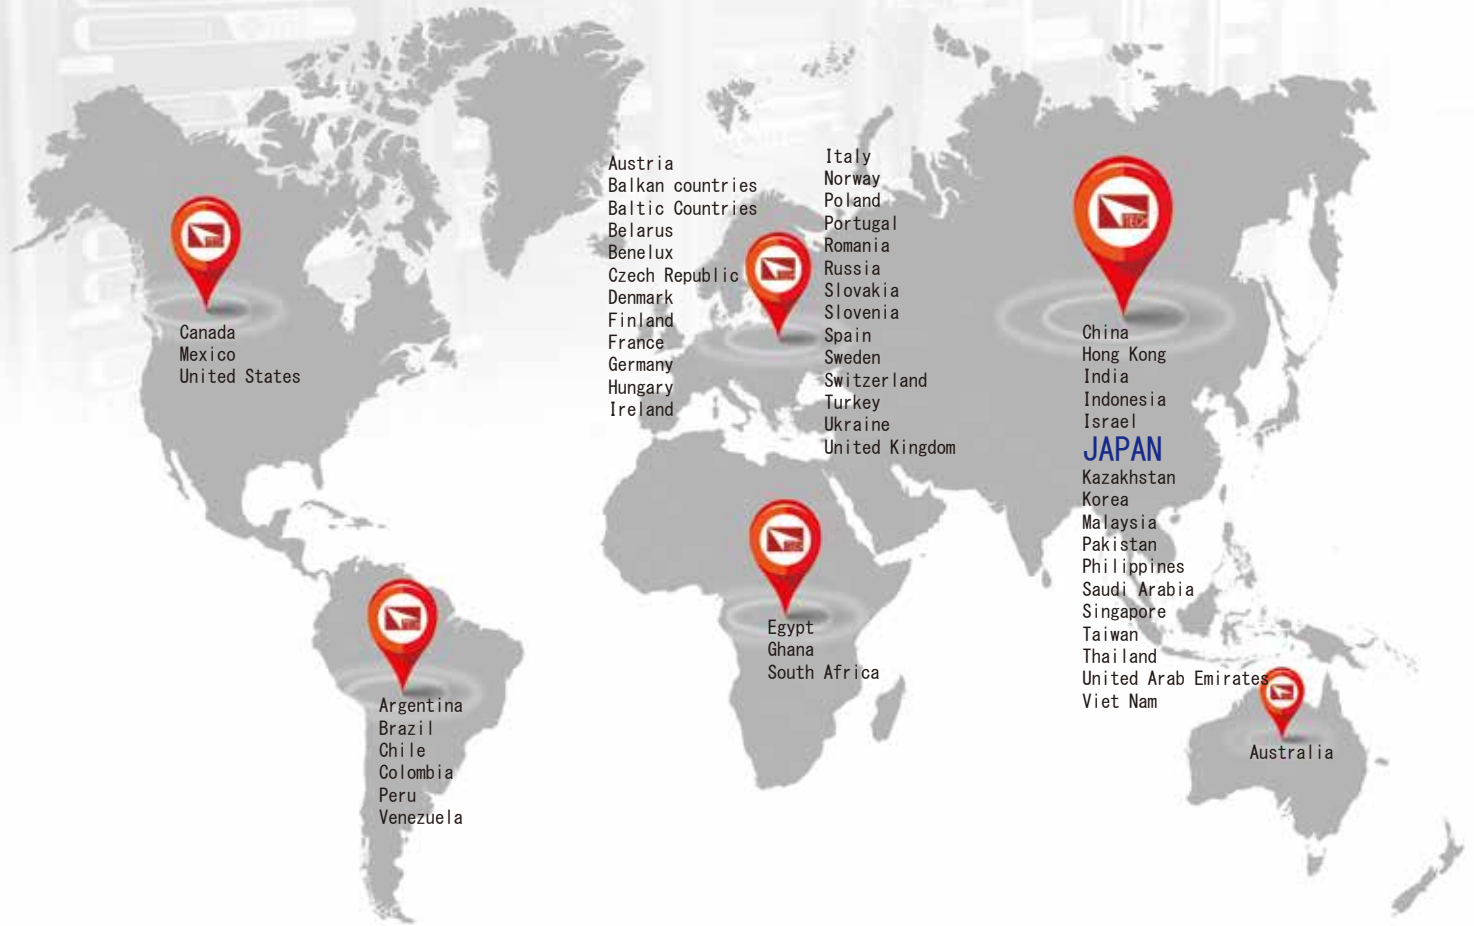 Canada
Mexico
United States
Argentina
Brazil
Chile
Colombia
Peru
Venezuela
Austria
Balkan countries
Baltic Countries
Belarus
Benelux
Czech Republic
Denmark
Finland
France
Germany
Hungary
Ireland
Italy
Norway
Poland
Portugal
Romania
Russia
Slovakia
Slovenia
Spain
Sweden
Switzerland
Turkey
Ukraine
United Kingdom
Egypt
Ghana
South Africa
TECH
China
Hong Kong
India
Indonesia
Israel
JAPAN
Kazakhstan
Korea
Malaysia
Pakistan
Philippines
Saudi Arabia
Singapore
Taiwan
Thailand
United Arab Emirates
Viet Nam
Australia